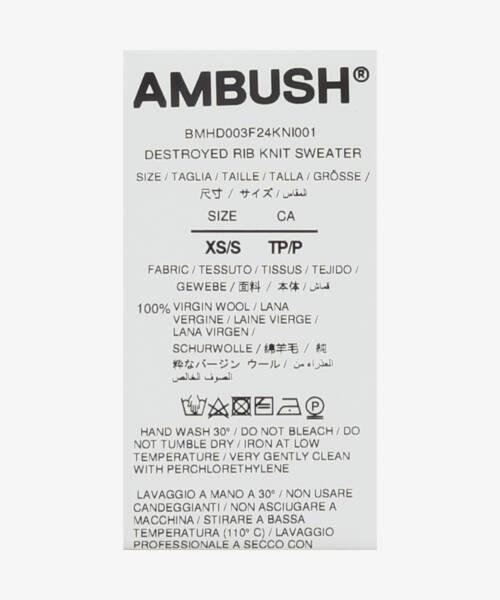 AMBUSH®
BMHD003F24KNI001
DESTROYED RIB KNIT SWEATER
SIZE / TAGLIA / TAILLE / TALLA / GRÖSSE /
尺寸 / サイズ / المقاس /
SIZE CA
XS/S TP/P
FABRIC / TESSUTO / TISSUS / TEJIDO /
GEWEBE / 面料 / 本体 / قماش /
100% VIRGIN WOOL / LANA
VERGINE / LAINE VIERGE /
LANA VIRGEN /
SCHURWOLLE / 綿羊毛 / 純
粋なバージン ウール / العذراء من
الصوف الخالص
HAND WASH 30° / DO NOT BLEACH / DO
NOT TUMBLE DRY / IRON AT LOW
TEMPERATURE / VERY GENTLY CLEAN
WITH PERCHLORETHYLENE
LAVAGGIO A MANO A 30° / NON USARE
CANDEGGIANTI / NON ASCIUGARE A
MACCHINA / STIRARE A BASSA
TEMPERATURA (110° C) / LAVAGGIO
PROFESSIONALE A SECCO CON